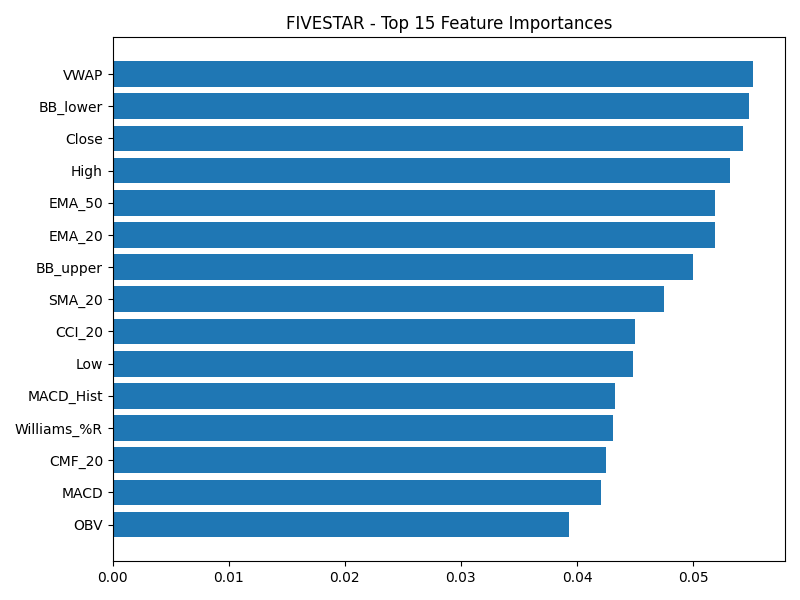 FIVESTAR - Top 15 Feature Importances
VWAP
BB_lower
Close
High
EMA_50
EMA_20
BB_upper
SMA_20
CCI_20
Low
MACD_Hist
Williams_%R
CMF_20
MACD
OBV
0.00 0.01 0.02 0.03 0.04 0.05